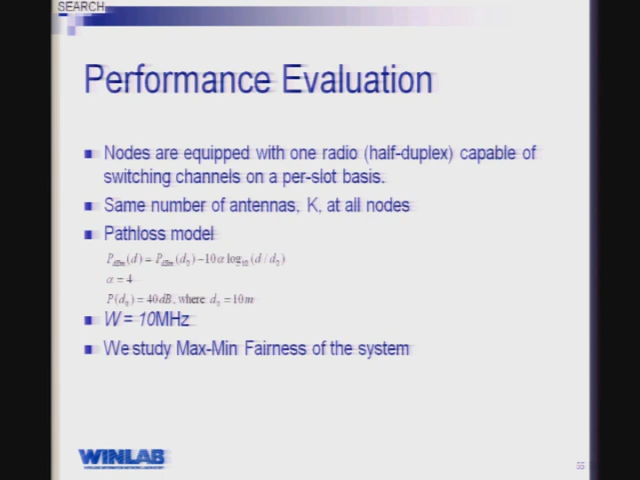 SEARCH
Performance Evaluation
■ Nodes are equipped with one radio (half-duplex) capable of
switching channels on a per-slot basis.
■ Same number of antennas, K, at all nodes
■ Pathloss model
P_dBm(d) = P_dBm(d_0) − 10α log_10(d / d_0)
α = 4
P(d_0) = 40dB, where d_0 = 10m
■ W = 10MHz
■ We study Max-Min Fairness of the system
WINLAB
55